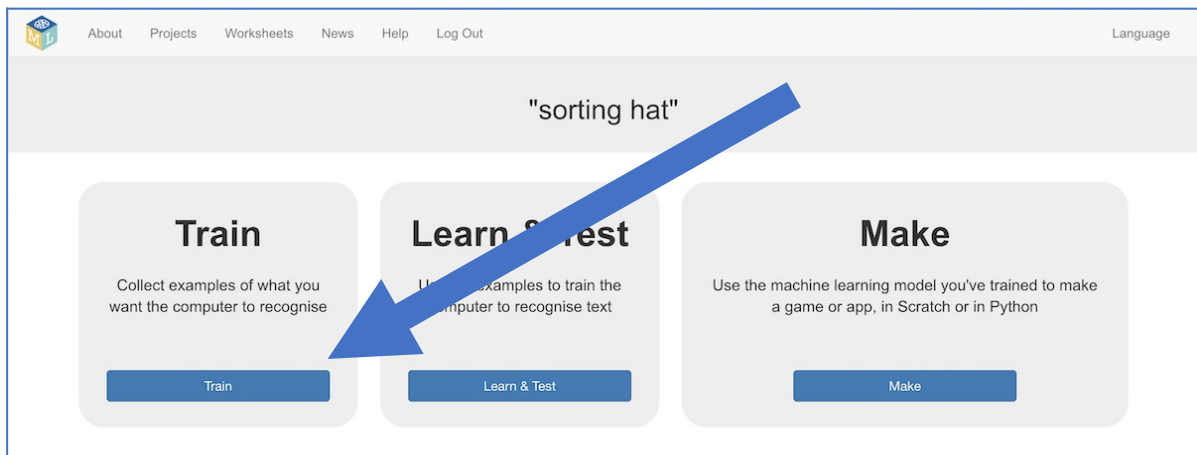 M L
About Projects Worksheets News Help Log Out Language
"sorting hat"
Train
Collect examples of what you
want the computer to recognise
Train
Learn & Test
examples to train the
computer to recognise text
Learn & Test
Make
Use the machine learning model you've trained to make
a game or app, in Scratch or in Python
Make